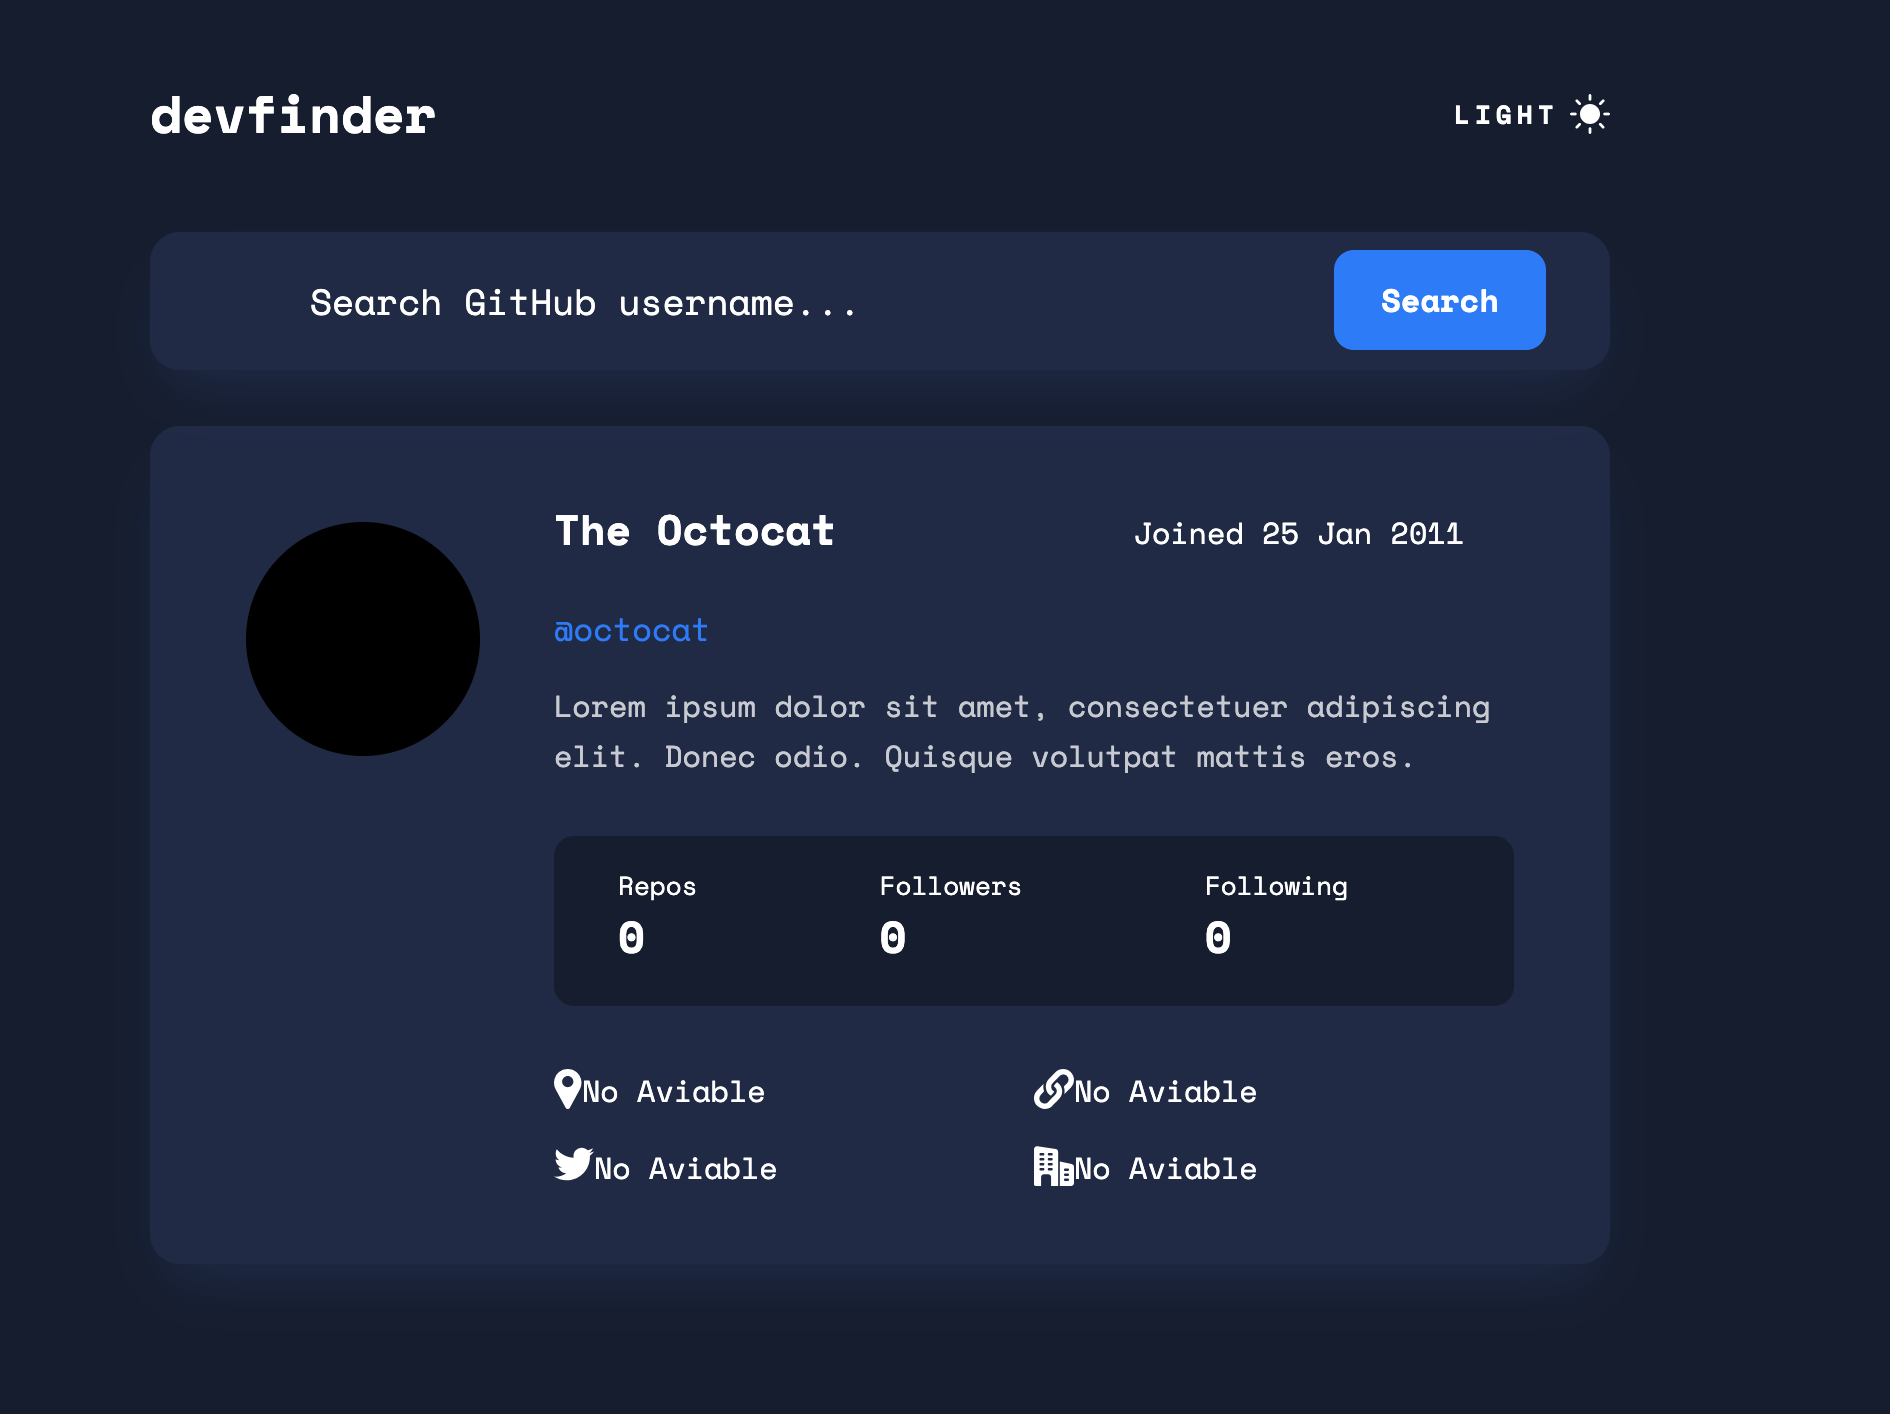 devfinder
LIGHT
Search GitHub username...
Search
The Octocat
Joined 25 Jan 2011
@octocat
Lorem ipsum dolor sit amet, consectetuer adipiscing
elit. Donec odio. Quisque volutpat mattis eros.
Repos
Followers
Following
0
0
0
No Aviable
No Aviable
No Aviable
No Aviable